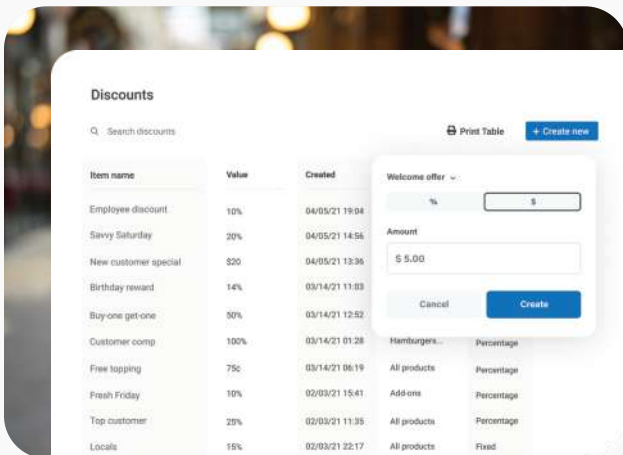 Discounts
Search discounts
Print Table
+ Create new
Item name Value Created
Welcome offer
% $
Amount
$ 5.00
Cancel Create
Employee discount 10% 04/05/21 19:04
Savvy Saturday 20% 04/05/21 14:56
New customer special $20 04/05/21 13:36
Birthday reward 14% 03/14/21 11:03
Buy-one get-one 50% 03/14/21 12:52
Customer comp 100% 03/14/21 01:28 Hamburgers... Percentage
Free topping 75c 03/14/21 06:19 All products Percentage
Fresh Friday 10% 02/03/21 15:41 Add-ons Percentage
Top customer 25% 02/03/21 11:35 All products Percentage
Locals 15% 02/03/21 22:17 All products Fixed